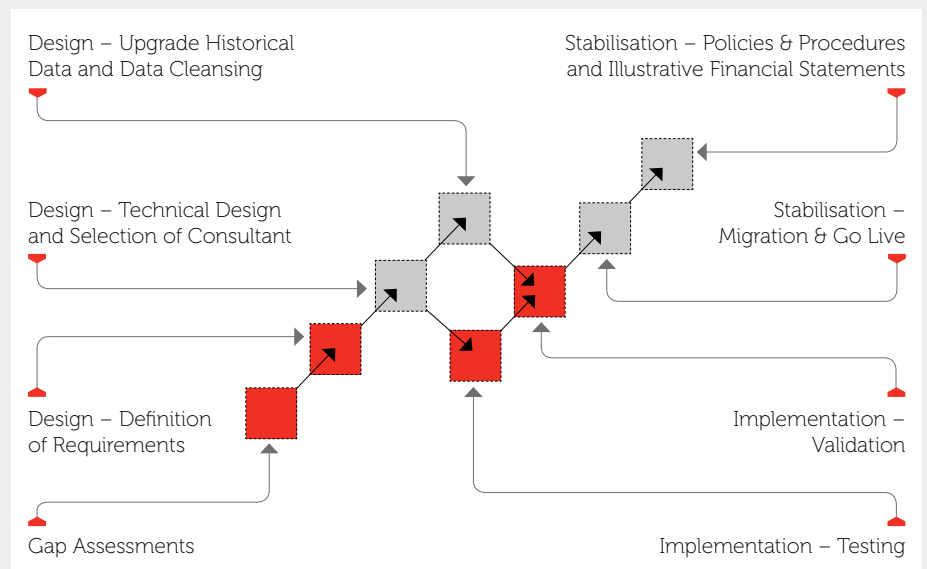 Design – Upgrade Historical
Data and Data Cleansing
Stabilisation – Policies & Procedures
and Illustrative Financial Statements
Design – Technical Design
and Selection of Consultant
Stabilisation –
Migration & Go Live
Design – Definition
of Requirements
Implementation –
Validation
Gap Assessments
Implementation – Testing